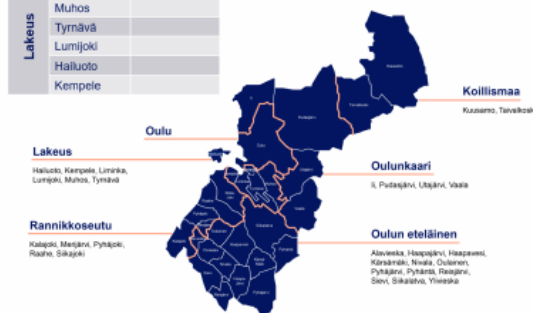 Lakeus
Muhos
Tyrnävä
Lumijoki
Hailuoto
Kempele
Koillismaa
Kuusamo, Taivalkosk
Oulu
Lakeus
Hailuoto, Kempele, Liminka,
Lumijoki, Muhos, Tyrnävä
Oulunkaari
Ii, Pudasjärvi, Utajärvi, Vaala
Rannikkoseutu
Kalajoki, Merijärvi, Pyhäjoki,
Raahe, Siikajoki
Oulun eteläinen
Alavieska, Haapajärvi, Haapavesi,
Kärsämäki, Nivala, Oulainen,
Pyhäjärvi, Pyhäntä, Reisjärvi,
Sievi, Siikalatva, Ylivieska